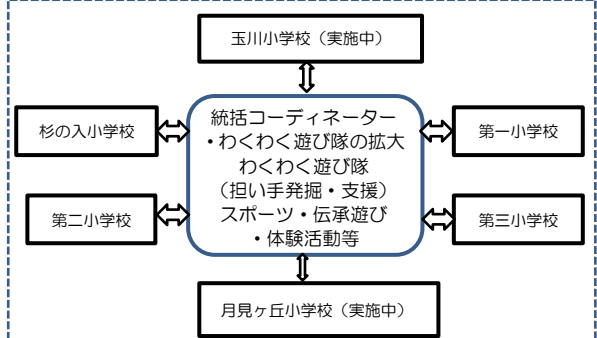 玉川小学校（実施中）
杉の入小学校
統括コーディネーター
・わくわく遊び隊の拡大
わくわく遊び隊
（担い手発掘・支援）
スポーツ・伝承遊び
・体験活動等
第一小学校
第二小学校
第三小学校
月見ヶ丘小学校（実施中）